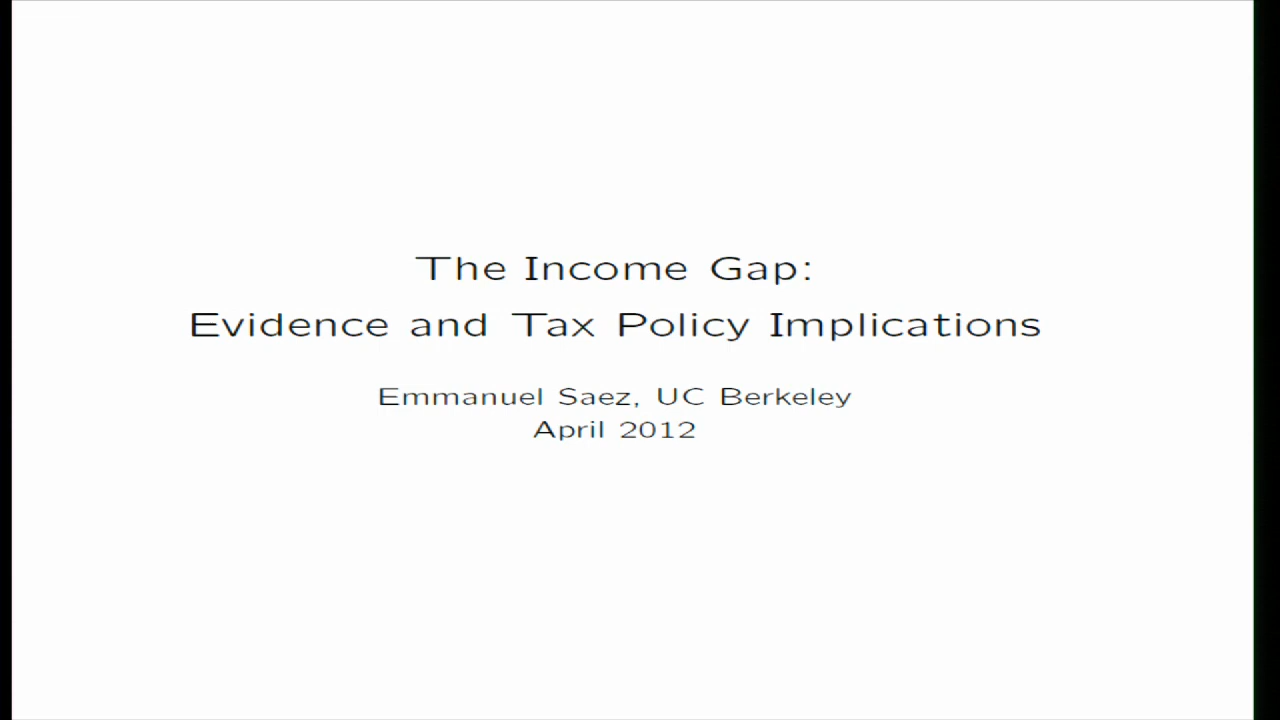 The Income Gap:
Evidence and Tax Policy Implications
Emmanuel Saez, UC Berkeley
April 2012